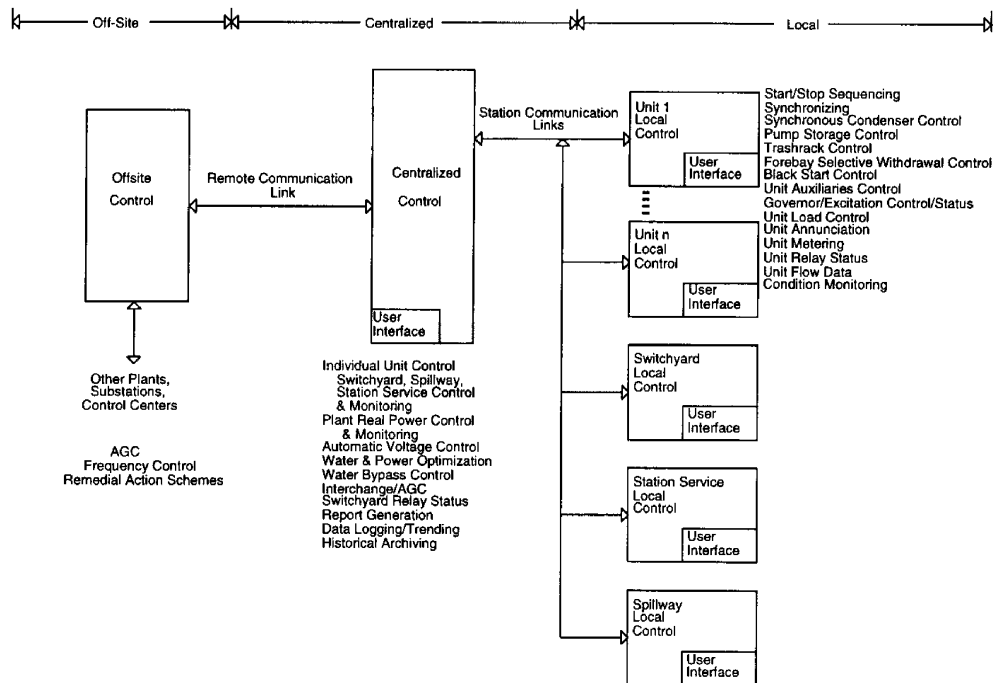 Off-Site
Centralized
Local
Offsite
Control
Remote Communication
Link
Other Plants,
Substations,
Control Centers
AGC
Frequency Control
Remedial Action Schemes
Centralized
Control
User
Interface
Individual Unit Control
Switchyard, Spillway,
Station Service Control
& Monitoring
Plant Real Power Control
& Monitoring
Automatic Voltage Control
Water & Power Optimization
Water Bypass Control
Interchange/AGC
Switchyard Relay Status
Report Generation
Data Logging/Trending
Historical Archiving
Station Communication
Links
Unit 1
Local
Control
User
Interface
Unit n
Local
Control
User
Interface
Start/Stop Sequencing
Synchronizing
Synchronous Condenser Control
Pump Storage Control
Trashrack Control
Forebay Selective Withdrawal Control
Black Start Control
Unit Auxiliaries Control
Governor/Excitation Control/Status
Unit Load Control
Unit Annunciation
Unit Metering
Unit Relay Status
Unit Flow Data
Condition Monitoring
Switchyard
Local
Control
User
Interface
Station Service
Local
Control
User
Interface
Spillway
Local
Control
User
Interface